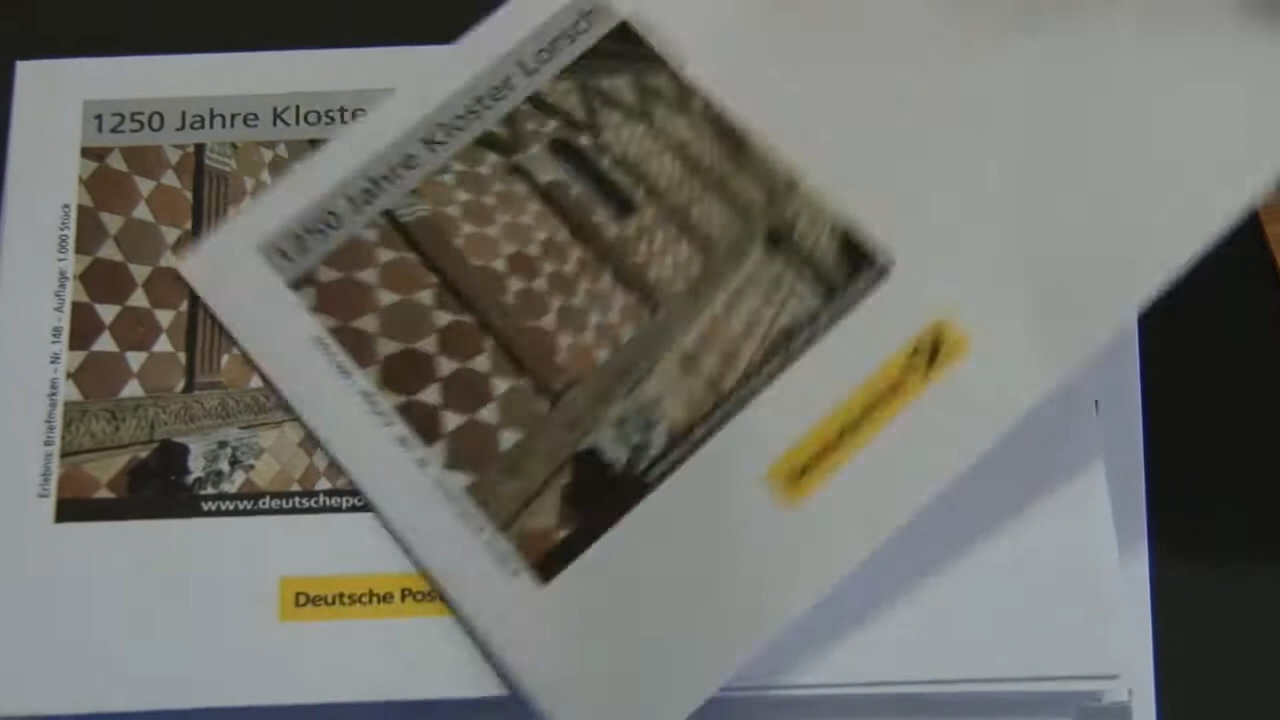 1250 Jahre Kloste
Erlebnis: Briefmarken – Nr. 148 – Auflage: 1.000 Stück
www.deutschepo
Deutsche Pos
1250 Jahre Kloster Lorsch